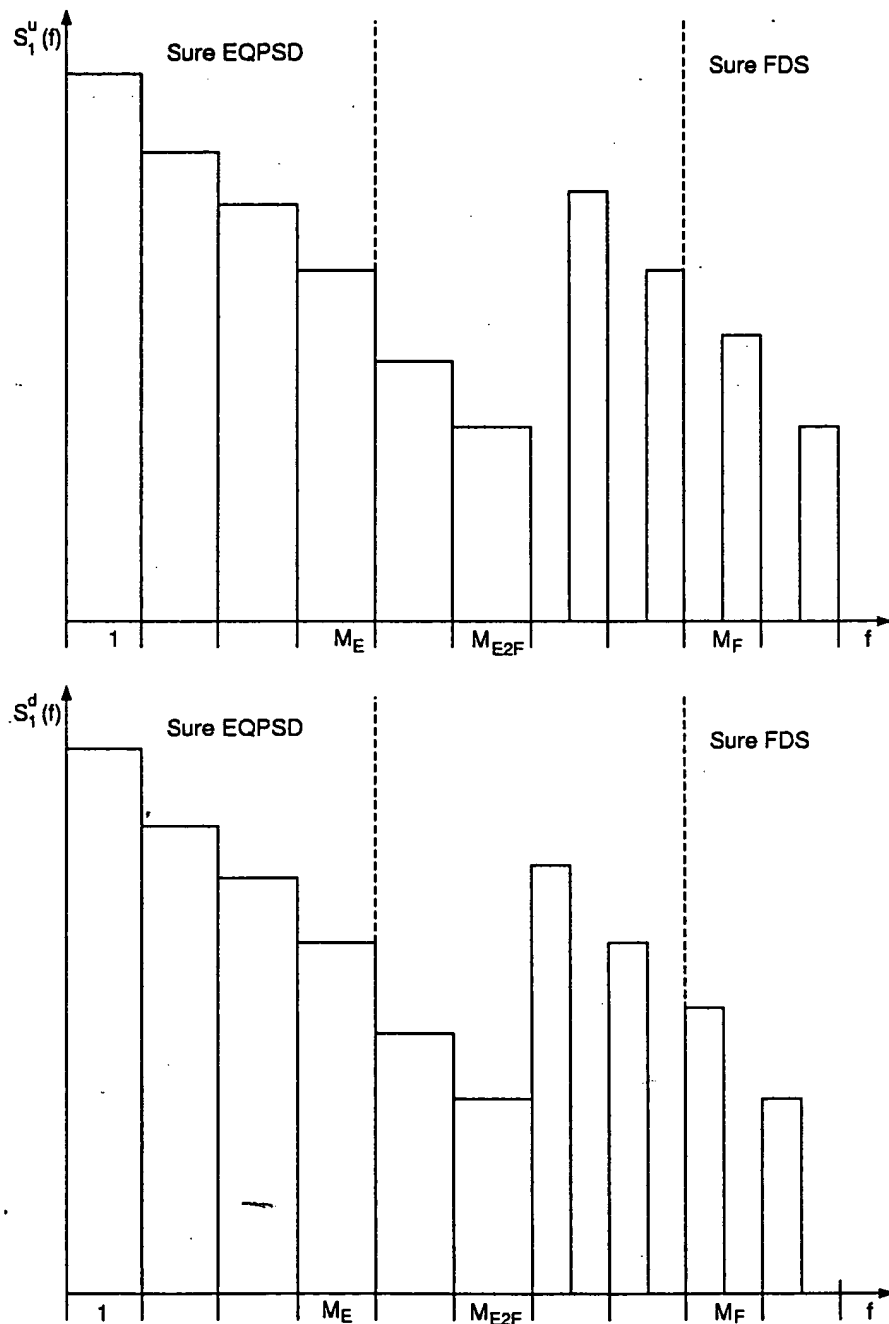 S₁ᵘ(f)
Sure EQPSD
Sure FDS
1 M_E M_E2F M_F f
S₁ᵈ(f)
Sure EQPSD
Sure FDS
1 M_E M_E2F M_F f